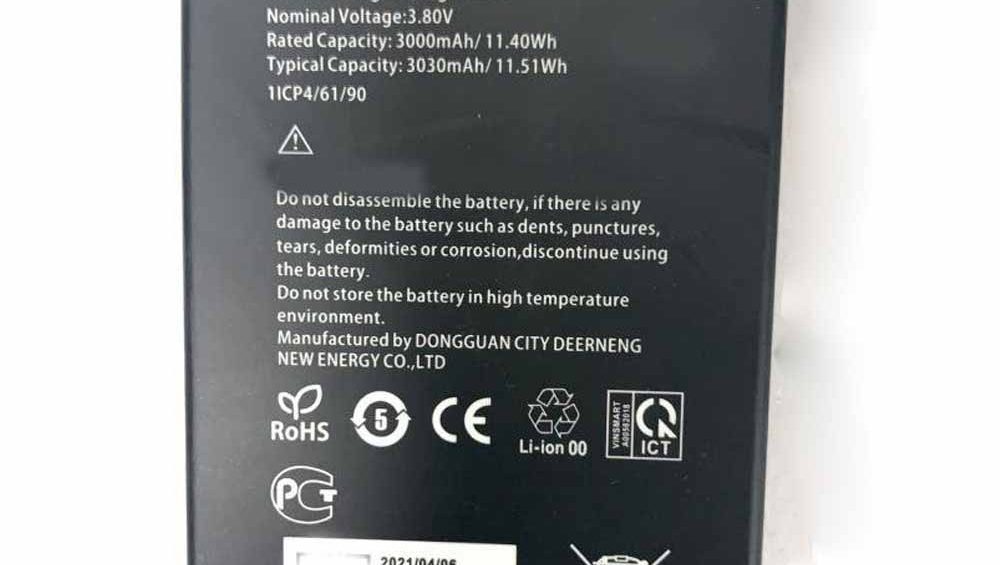 Nominal Voltage:3.80V
Rated Capacity: 3000mAh/ 11.40Wh
Typical Capacity: 3030mAh/ 11.51Wh
1ICP4/61/90
Do not disassemble the battery, if there is any
damage to the battery such as dents, punctures,
tears, deformities or corrosion,discontinue using
the battery.
Do not store the battery in high temperature
environment.
Manufactured by DONGGUAN CITY DEERNENG
NEW ENERGY CO.,LTD
RoHS
5
CE
Li-ion 00
VINSMART
A00562018
ICT
PCT
2021/04/06